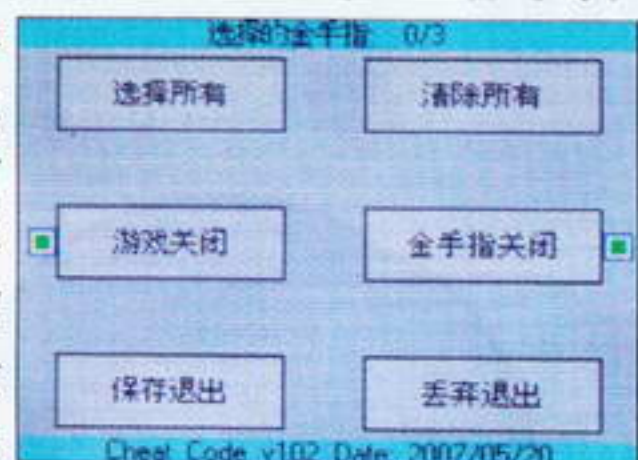 选择的金手指 0/3
选择所有 清除所有
游戏关闭 金手指关闭
保存退出 丢弃退出
Cheat Code v102 Date: 2007/05/20